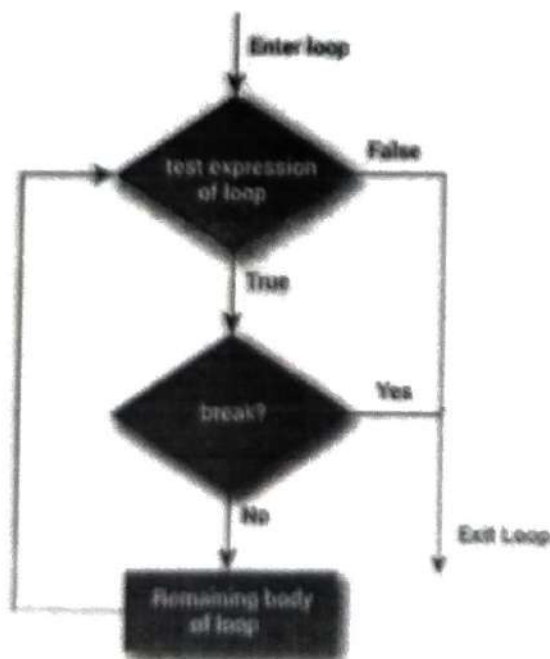 Enter loop
test expression
of loop
False
True
break?
Yes
No
Exit Loop
Remaining body
of loop